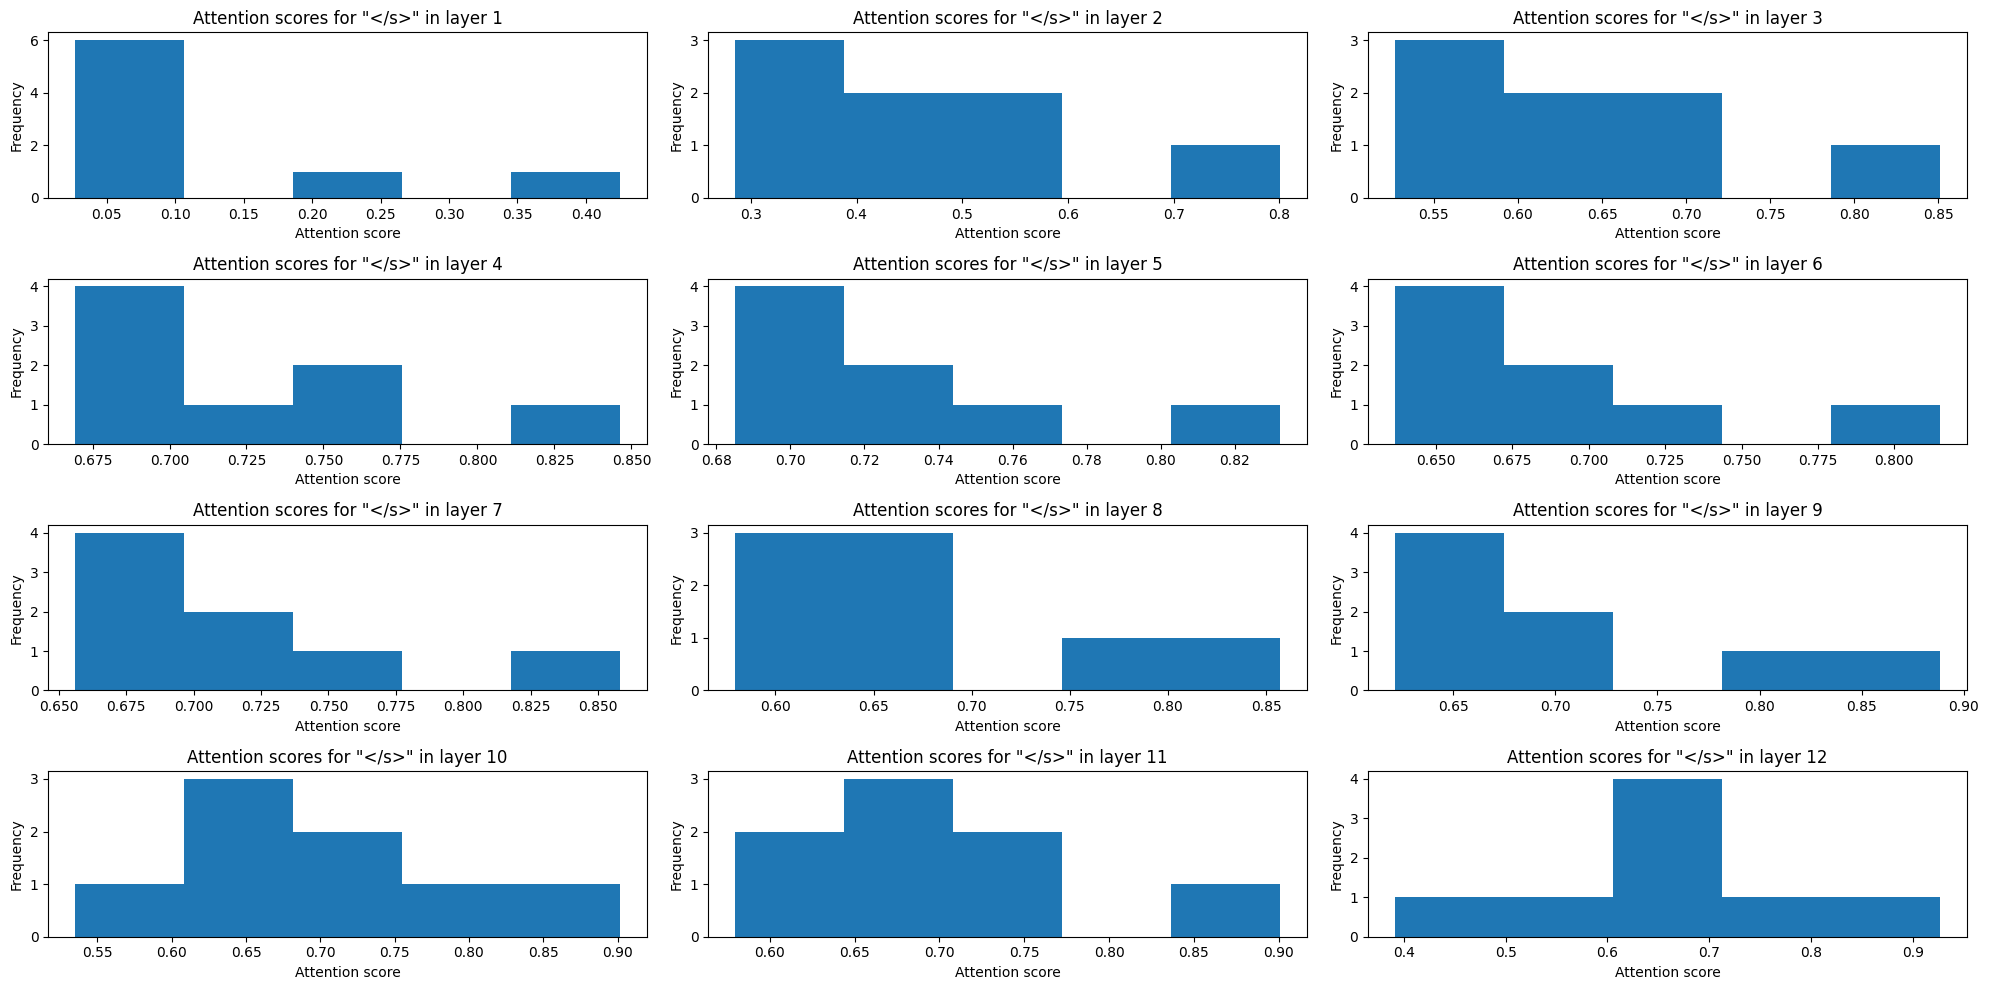 Attention scores for "</s>" in layer 1
Frequency
6
4
2
0
0.05 0.10 0.15 0.20 0.25 0.30 0.35 0.40
Attention score
Attention scores for "</s>" in layer 2
Frequency
3
2
1
0
0.3 0.4 0.5 0.6 0.7 0.8
Attention score
Attention scores for "</s>" in layer 3
Frequency
3
2
1
0
0.55 0.60 0.65 0.70 0.75 0.80 0.85
Attention score
Attention scores for "</s>" in layer 4
Frequency
4
3
2
1
0
0.675 0.700 0.725 0.750 0.775 0.800 0.825 0.850
Attention score
Attention scores for "</s>" in layer 5
Frequency
4
3
2
1
0
0.68 0.70 0.72 0.74 0.76 0.78 0.80 0.82
Attention score
Attention scores for "</s>" in layer 6
Frequency
4
3
2
1
0
0.650 0.675 0.700 0.725 0.750 0.775 0.800
Attention score
Attention scores for "</s>" in layer 7
Frequency
4
3
2
1
0
0.650 0.675 0.700 0.725 0.750 0.775 0.800 0.825 0.850
Attention score
Attention scores for "</s>" in layer 8
Frequency
3
2
1
0
0.60 0.65 0.70 0.75 0.80 0.85
Attention score
Attention scores for "</s>" in layer 9
Frequency
4
3
2
1
0
0.65 0.70 0.75 0.80 0.85 0.90
Attention score
Attention scores for "</s>" in layer 10
Frequency
3
2
1
0
0.55 0.60 0.65 0.70 0.75 0.80 0.85 0.90
Attention score
Attention scores for "</s>" in layer 11
Frequency
3
2
1
0
0.60 0.65 0.70 0.75 0.80 0.85 0.90
Attention score
Attention scores for "</s>" in layer 12
Frequency
4
3
2
1
0
0.4 0.5 0.6 0.7 0.8 0.9
Attention score